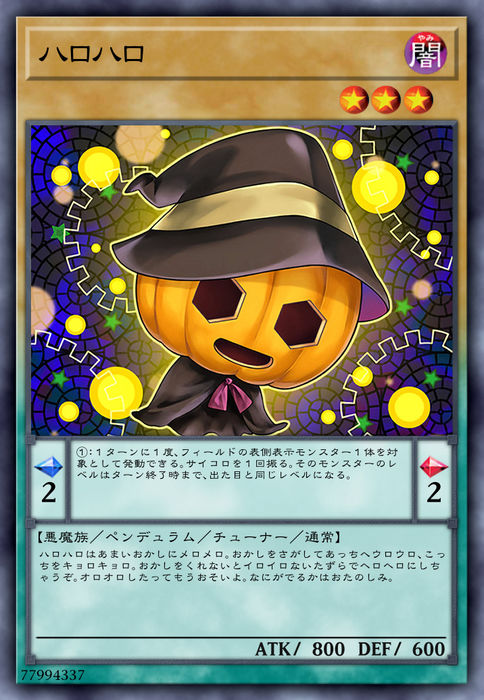 ハロハロ
やみ
闇
①:1ターンに1度、フィールドの表側表示モンスター1体を対
象として発動できる。サイコロを1回振る。そのモンスターのレ
ベルはターン終了時まで、出た目と同じレベルになる。
2
2
【悪魔族／ペンデュラム／チューナー／通常】
ハロハロはあまいおかしにメロメロ。おかしをさがしてあっちへウロウロ、こっ
ちをキョロキョロ。おかしをくれないとイロイロないたずらでヘロヘロにしち
ゃうぞ。オロオロしたってもうおそいよ。なにがでるかはおたのしみ。
ATK/ 800 DEF/ 600
77994337